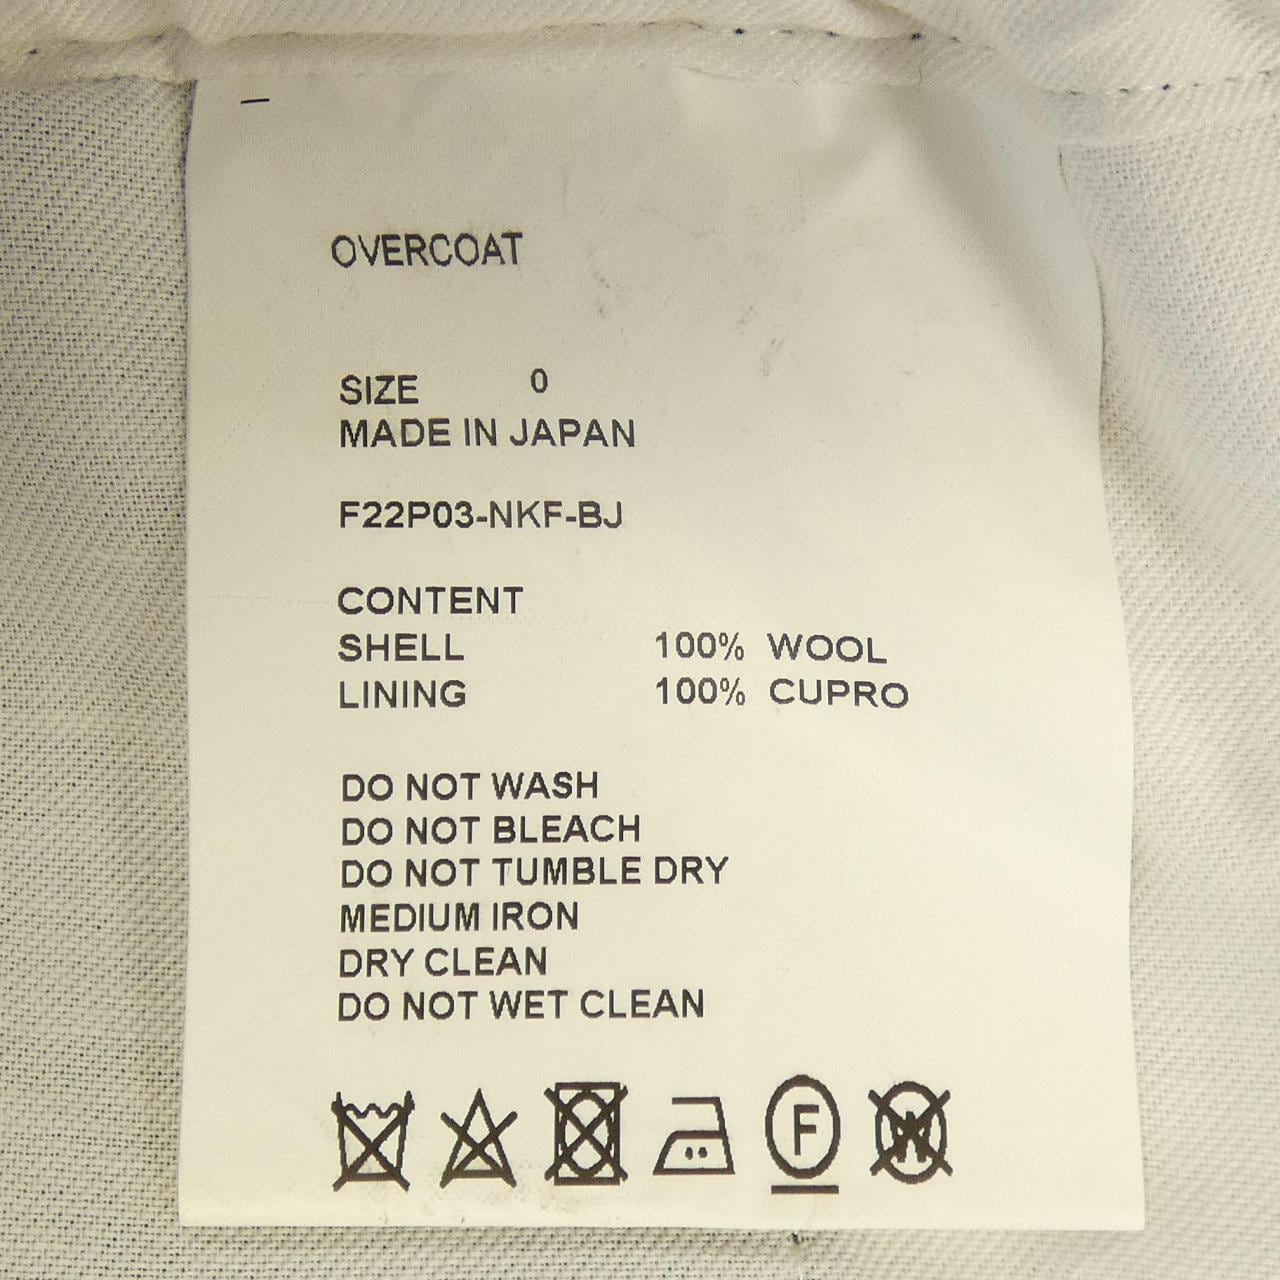 OVERCOAT
SIZE 0
MADE IN JAPAN
F22P03-NKF-BJ
CONTENT
SHELL 100% WOOL
LINING 100% CUPRO
DO NOT WASH
DO NOT BLEACH
DO NOT TUMBLE DRY
MEDIUM IRON
DRY CLEAN
DO NOT WET CLEAN
F W